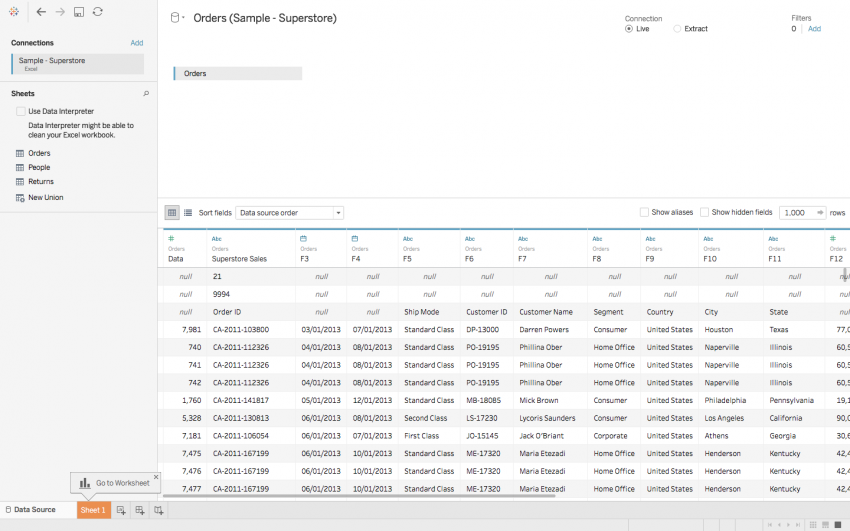 Orders (Sample - Superstore)
Connection
Live
Extract
Filters
0
Add
Connections
Add
Sample - Superstore
Excel
Sheets
Use Data Interpreter
Data Interpreter might be able to
clean your Excel workbook.
Orders
People
Returns
New Union
Orders
Sort fields
Data source order
Show aliases
Show hidden fields
1,000
rows
# Abc Abc Abc Abc Abc Abc Abc Abc #
Orders Orders Orders Orders Orders Orders Orders Orders Orders Orders Orders Orders
Data Superstore Sales F3 F4 F5 F6 F7 F8 F9 F10 F11 F12
null 21 null null null null null null null null null
null 9994 null null null null null null null null null
null Order ID null null Ship Mode Customer ID Customer Name Segment Country City State
7,981 CA-2011-103800 03/01/2013 07/01/2013 Standard Class DP-13000 Darren Powers Consumer United States Houston Texas 77,0
740 CA-2011-112326 04/01/2013 08/01/2013 Standard Class PO-19195 Phillina Ober Home Office United States Naperville Illinois 60,5
741 CA-2011-112326 04/01/2013 08/01/2013 Standard Class PO-19195 Phillina Ober Home Office United States Naperville Illinois 60,5
742 CA-2011-112326 04/01/2013 08/01/2013 Standard Class PO-19195 Phillina Ober Home Office United States Naperville Illinois 60,5
1,760 CA-2011-141817 05/01/2013 12/01/2013 Standard Class MB-18085 Mick Brown Consumer United States Philadelphia Pennsylvania 19,1
5,328 CA-2011-130813 06/01/2013 08/01/2013 Second Class LS-17230 Lycoris Saunders Consumer United States Los Angeles California 90,0
7,181 CA-2011-106054 06/01/2013 07/01/2013 First Class JO-15145 Jack O'Briant Corporate United States Athens Georgia 30,6
7,475 CA-2011-167199 06/01/2013 10/01/2013 Standard Class ME-17320 Maria Etezadi Home Office United States Henderson Kentucky 42,4
7,476 CA-2011-167199 06/01/2013 10/01/2013 Standard Class ME-17320 Maria Etezadi Home Office United States Henderson Kentucky 42,4
7,477 CA-2011-167199 06/01/2013 10/01/2013 Standard Class ME-17320 Maria Etezadi Home Office United States Henderson Kentucky 42,4
Go to Worksheet
Data Source
Sheet 1